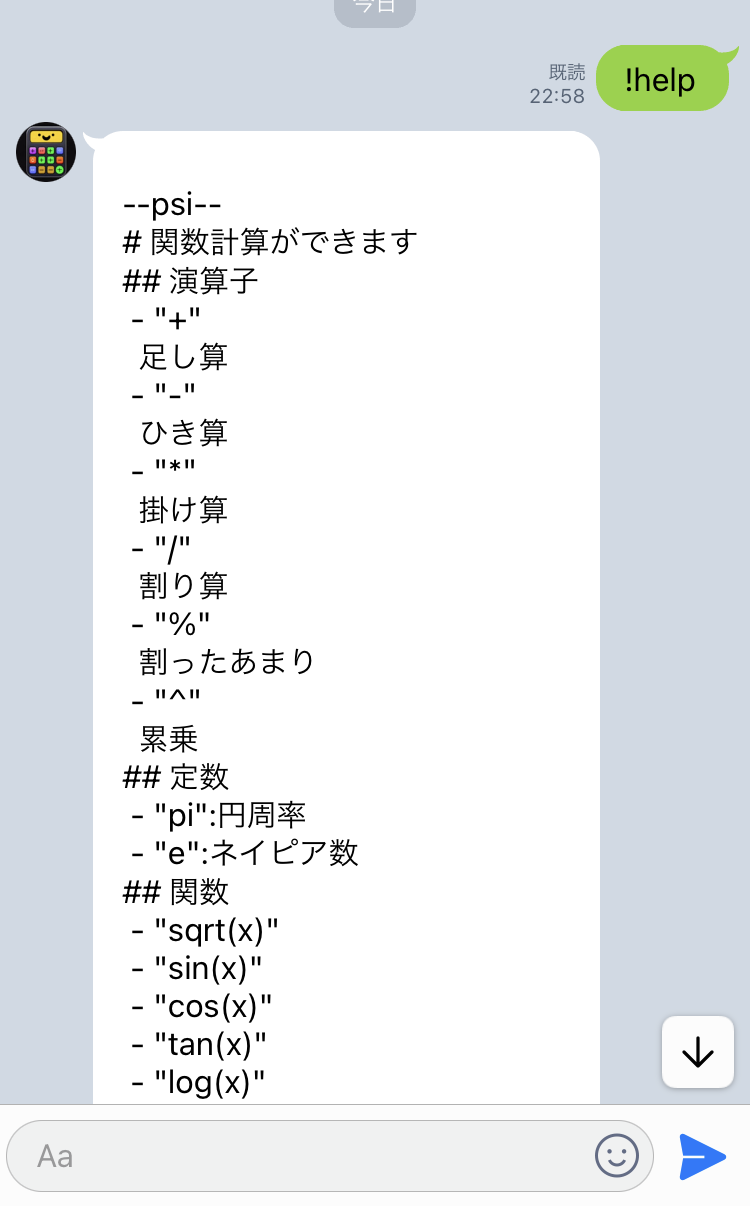 今日
既読
22:58
!help
--psi--
# 関数計算ができます
## 演算子
- "+"
足し算
- "-"
ひき算
- "*"
掛け算
- "/"
割り算
- "%"
割ったあまり
- "^"
累乗
## 定数
- "pi":円周率
- "e":ネイピア数
## 関数
- "sqrt(x)"
- "sin(x)"
- "cos(x)"
- "tan(x)"
- "log(x)"
Aa